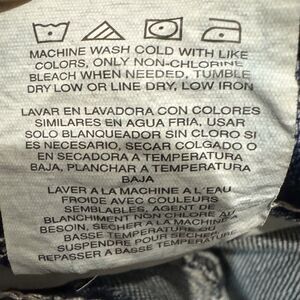 MACHINE WASH COLD WITH LIKE
COLORS, ONLY NON-CHLORINE
BLEACH WHEN NEEDED, TUMBLE
DRY LOW OR LINE DRY, LOW IRON
LAVAR EN LAVADORA CON COLORES
SIMILARES EN AGUA FRIA, USAR
SOLO BLANQUEADOR SIN CLORO SI
ES NECESARIO, SECAR COLGADO O
EN SECADORA A TEMPERATURA
BAJA, PLANCHAR A TEMPERATURA
BAJA
LAVER A LA MACHINE A L'EAU
FROIDE AVEC COULEURS
SEMBLABLES, AGENT DE
BLANCHIMENT NON CHLORE AU
BESOIN, SECHER A LA MACHINE
BASSE TEMPERATURE OU
SUSPENDRE POUR SECHER
REPASSER A BASSE TEMPERATURE